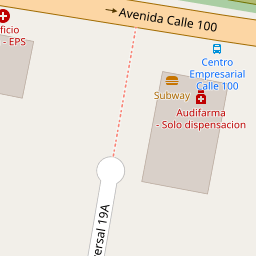 Avenida Calle 100
ficio
- EPS
Centro
Empresarial
Calle 100
Subway
Audifarma
- Solo dispensacion
ersal 19A